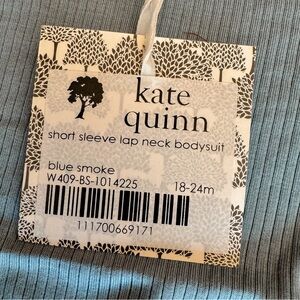 kate
quinn
short sleeve lap neck bodysuit
blue smoke
W409-BS-1014225 18-24m
111700669171